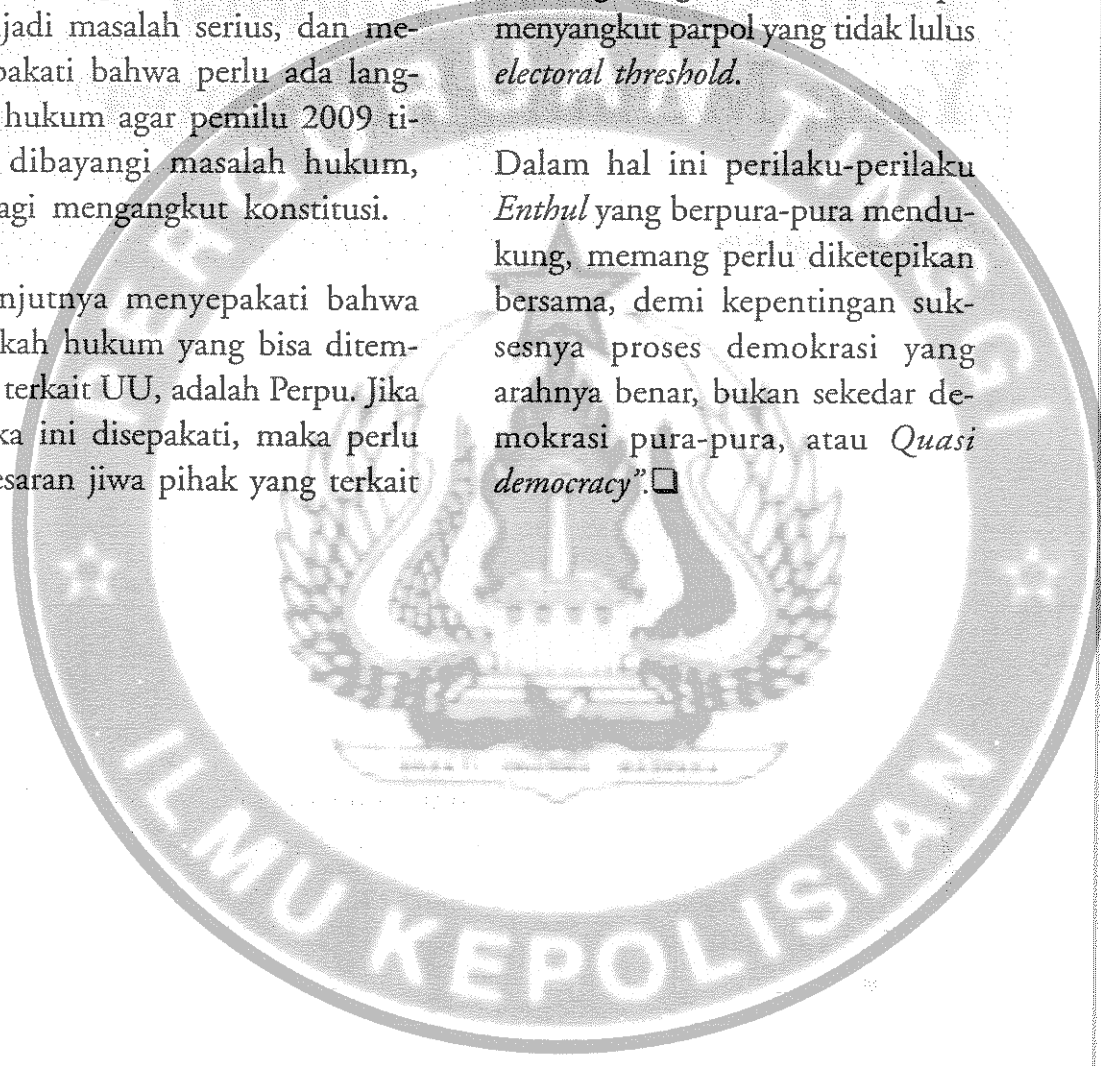 jadi masalah serius, dan me-
pakati bahwa perlu ada lang-
hukum agar pemilu 2009 ti-
dibayangi masalah hukum,
agi mengangkut konstitusi.
njutnya menyepakati bahwa
kah hukum yang bisa ditem-
terkait UU, adalah Perpu. Jika
ka ini disepakati, maka perlu
esaran jiwa pihak yang terkait
menyangkut parpol yang tidak lulus
electoral threshold.
Dalam hal ini perilaku-perilaku
Enthul yang berpura-pura mendu-
kung, memang perlu diketepikan
bersama, demi kepentingan suk-
sesnya proses demokrasi yang
arahnya benar, bukan sekedar de-
mokrasi pura-pura, atau Quasi
democracy”.❑
PERGURUAN TINGGI
ILMU KEPOLISIAN